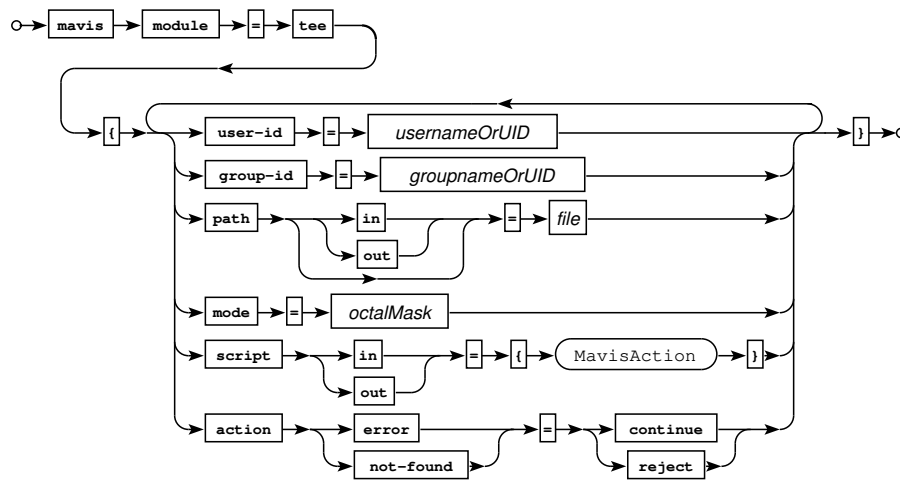 mavis module = tee
{ user-id = usernameOrUID }
group-id = groupnameOrUID
path in = file
out
mode = octalMask
script in = { MavisAction }
out
action error = continue
not-found reject